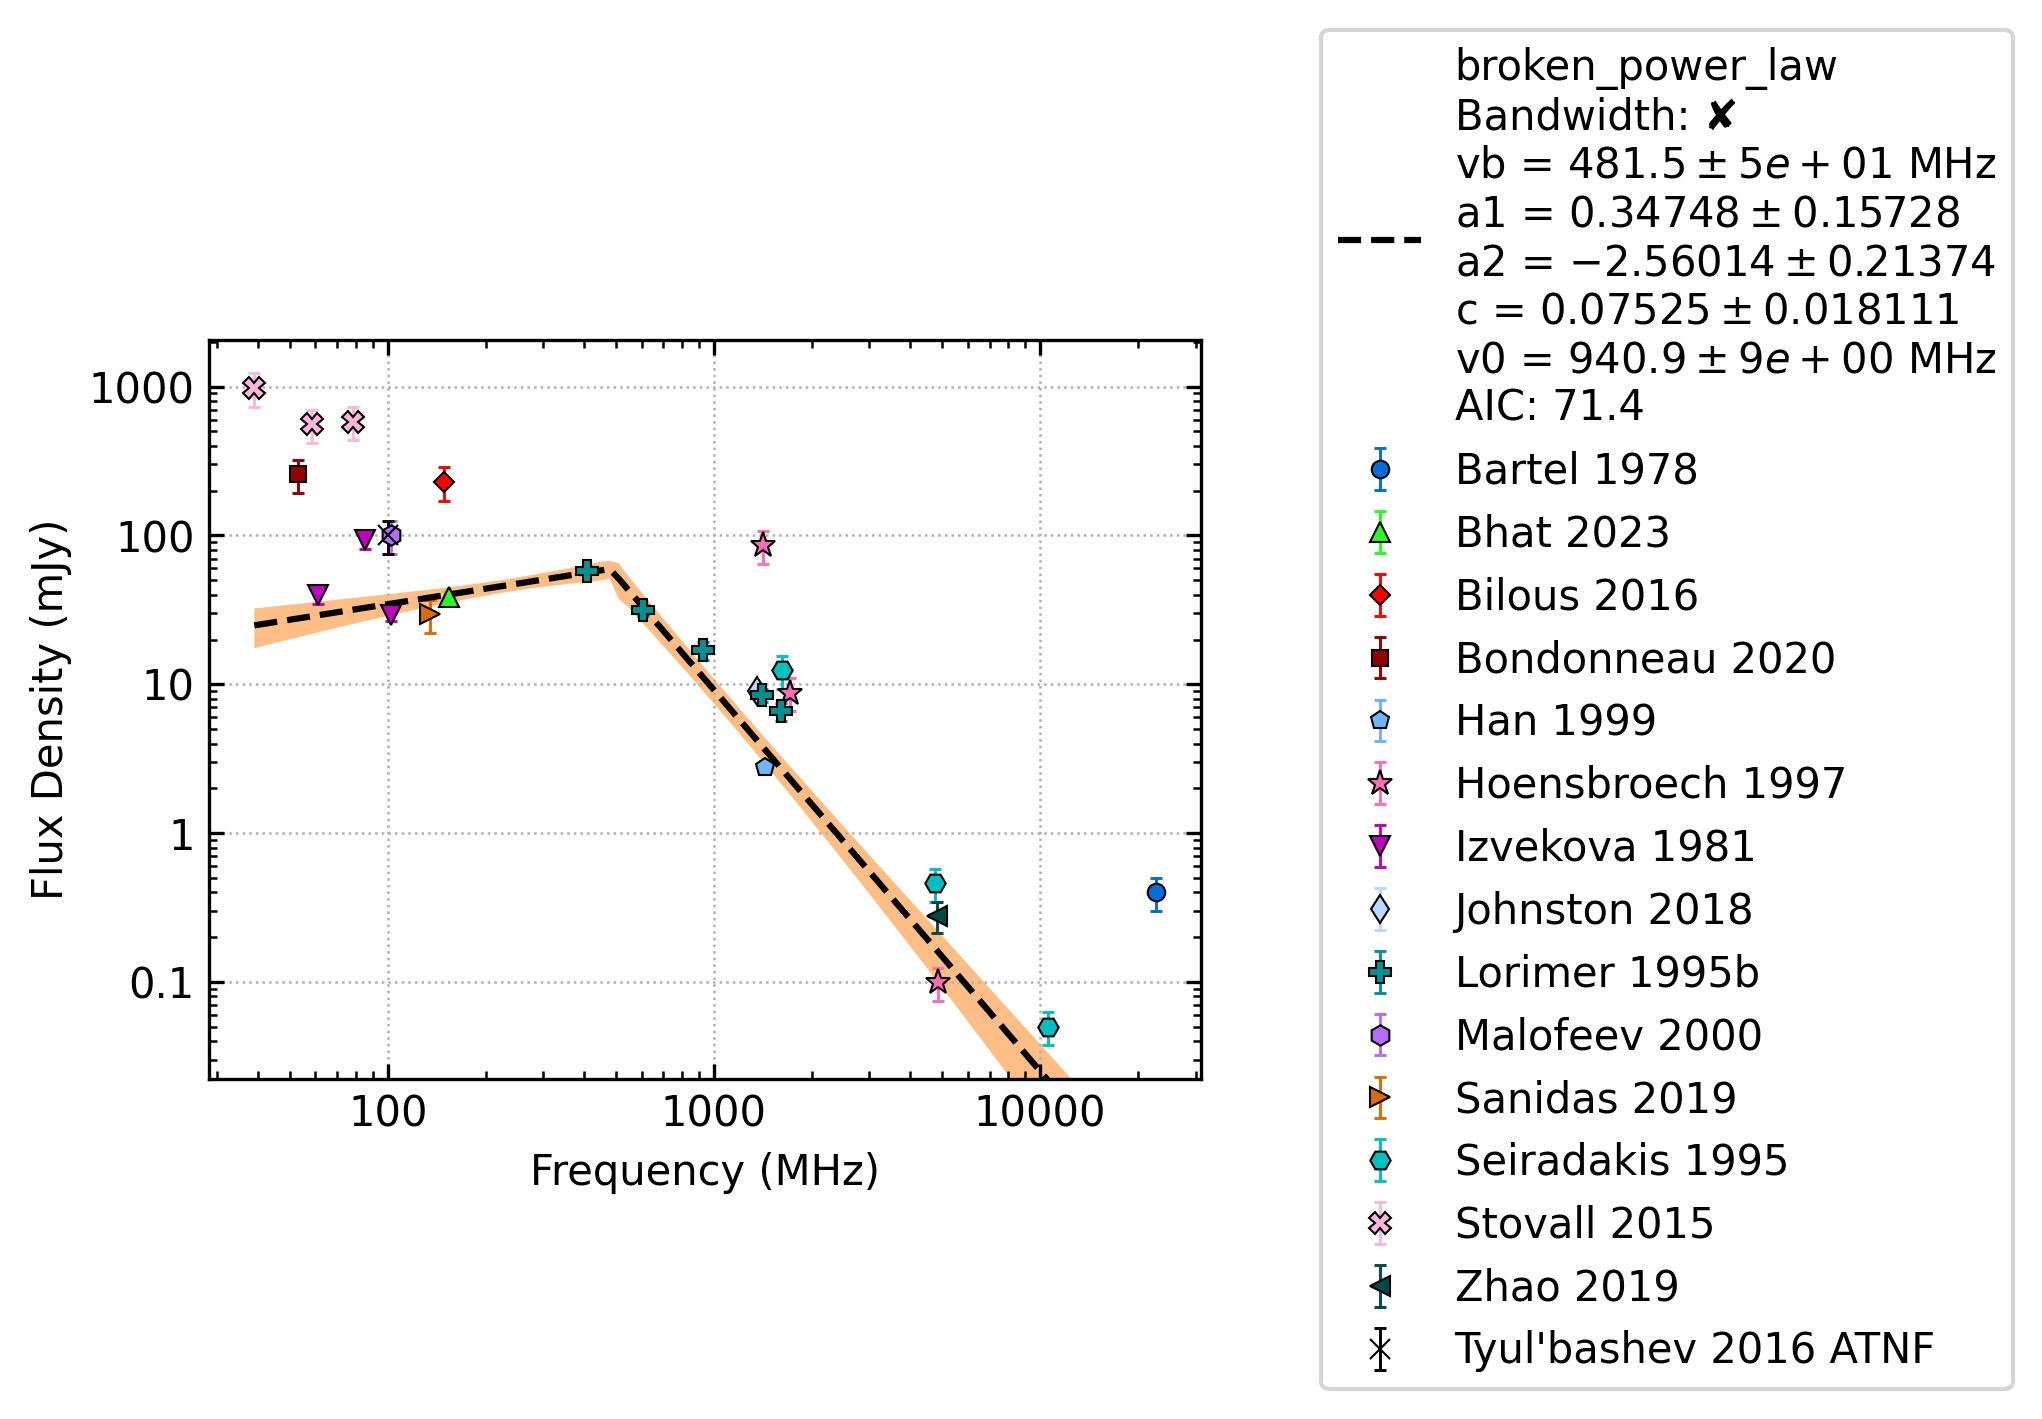 broken_power_law
Bandwidth: ✘
vb = 481.5 ± 5e + 01 MHz
a1 = 0.34748 ± 0.15728
a2 = −2.56014 ± 0.21374
c = 0.07525 ± 0.018111
v0 = 940.9 ± 9e + 00 MHz
AIC: 71.4
Bartel 1978
Bhat 2023
Bilous 2016
Bondonneau 2020
Han 1999
Hoensbroech 1997
Izvekova 1981
Johnston 2018
Lorimer 1995b
Malofeev 2000
Sanidas 2019
Seiradakis 1995
Stovall 2015
Zhao 2019
Tyul'bashev 2016 ATNF
Flux Density (mJy)
1000
100
10
1
0.1
100
1000
10000
Frequency (MHz)